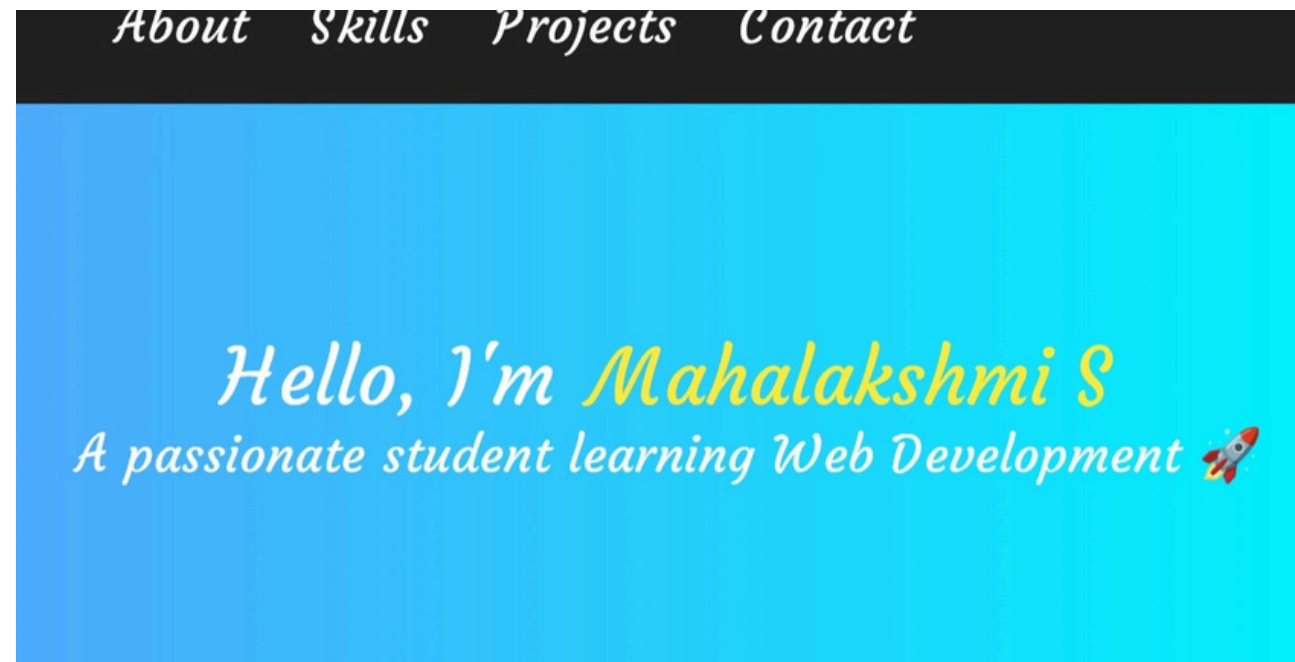 About Skills Projects Contact
Hello, I'm Mahalakshmi S
A passionate student learning Web Development 🚀